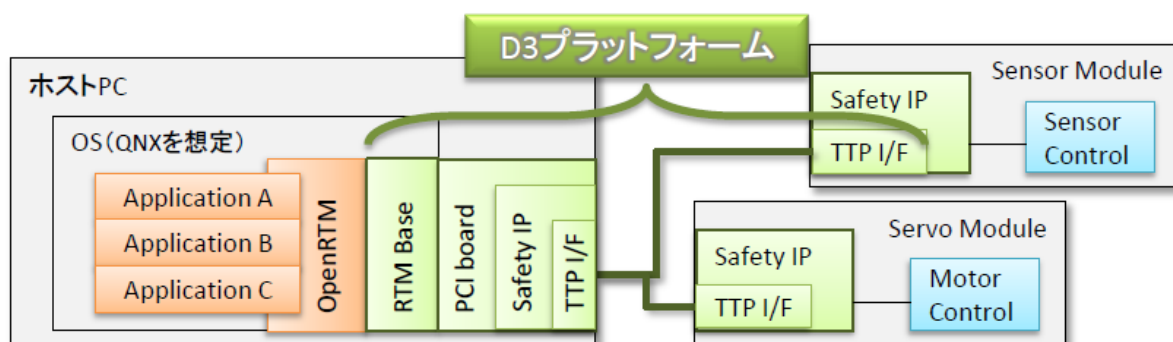 D3プラットフォーム
ホストPC
OS(QNXを想定)
Application A
Application B
Application C
OpenRTM
RTM Base
PCI board
Safety IP
TTP I/F
Sensor Module
Safety IP
TTP I/F
Sensor
Control
Servo Module
Safety IP
TTP I/F
Motor
Control